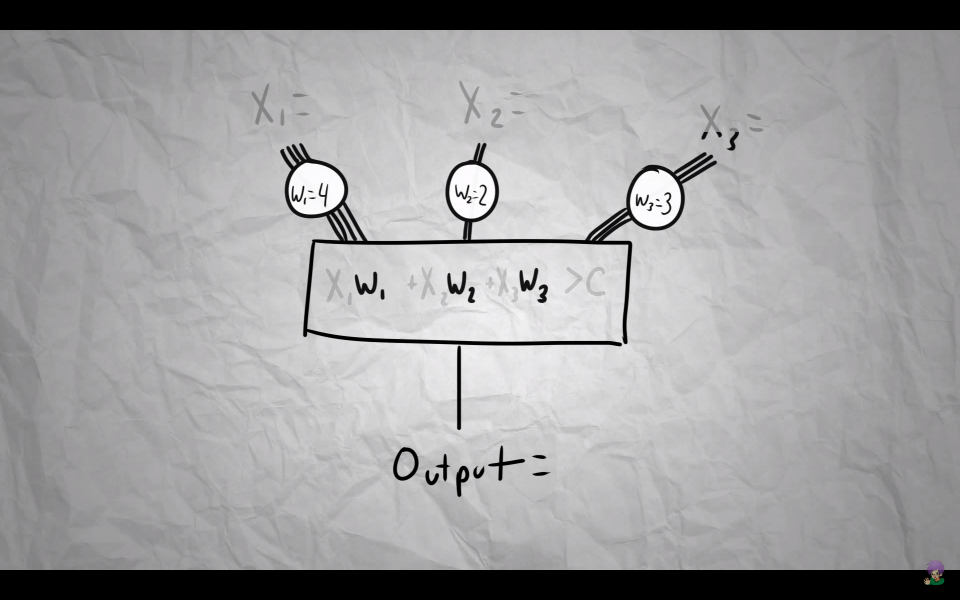 X₁=
X₂=
X₃=
W₁=4
W₂=2
W₃=3
X₁W₁ +X₂W₂ +X₃W₃ >C
Output=